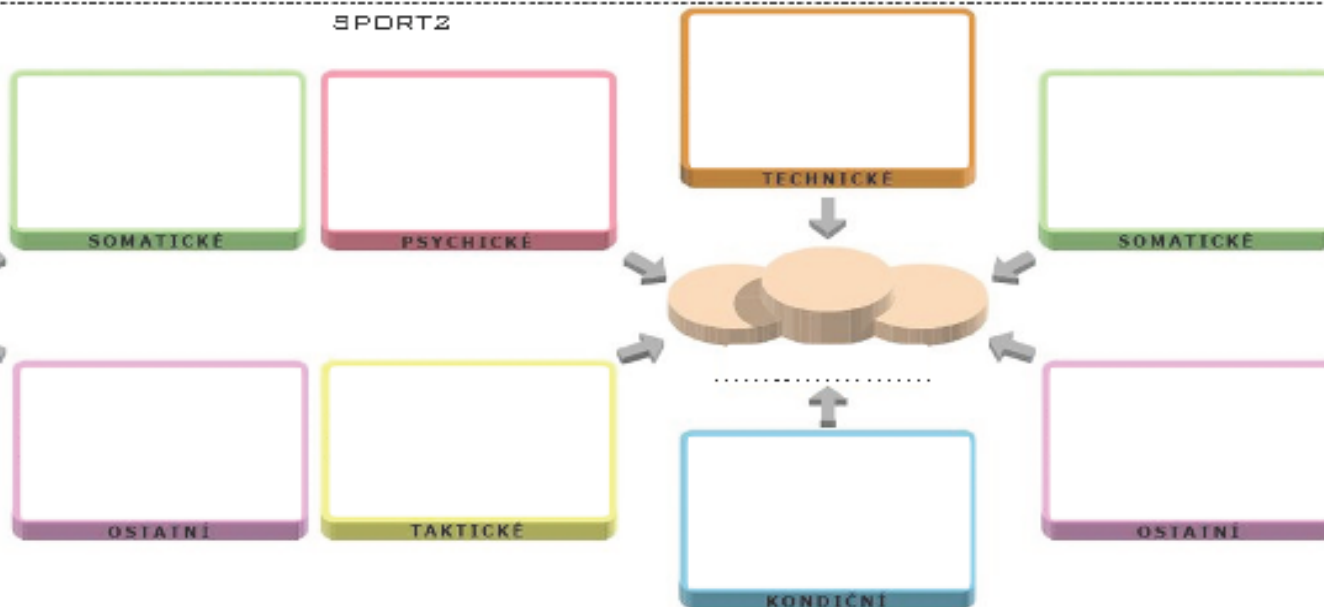 SPORT2
TECHNICKÉ
SOMATICKÉ
PSYCHICKÉ
SOMATICKÉ
OSTATNÍ
TAKTICKÉ
OSTATNÍ
KONDIČNÍ